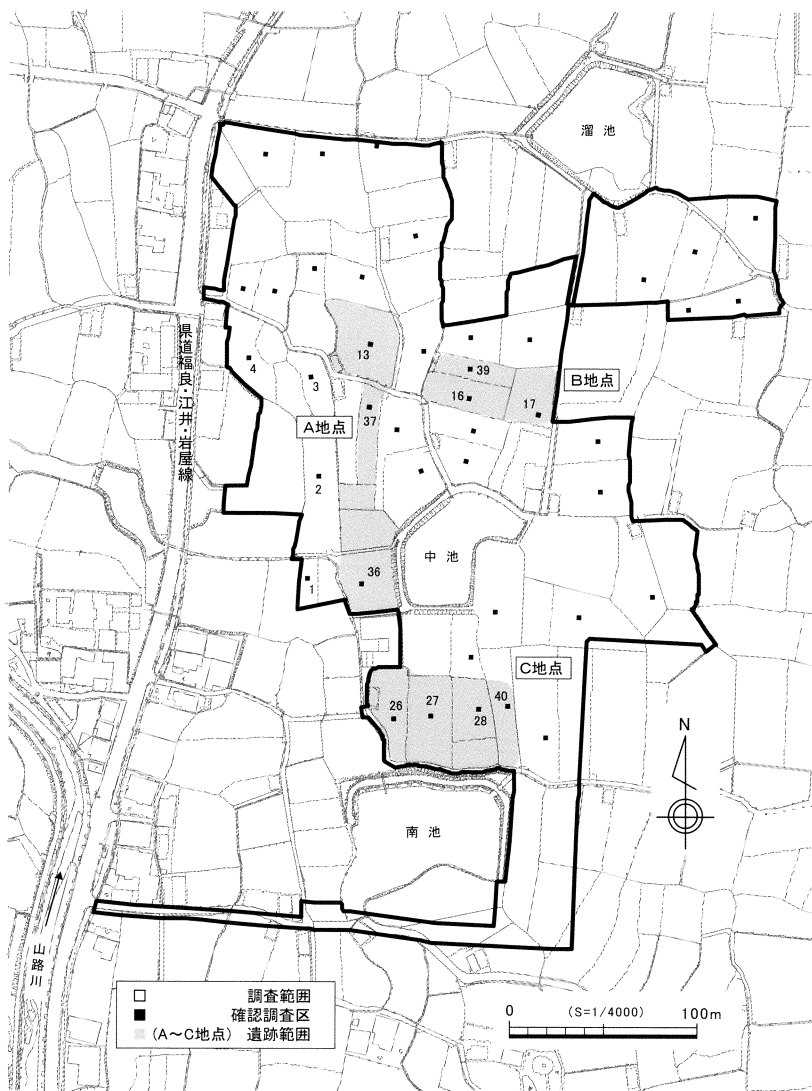 溜池
13
4
3
39
16
17
B地点
県道福良・江井・岩屋線
A地点
37
2
中池
36
1
C地点
26
27
28
40
N
南池
山路川
調査範囲
確認調査区
(A~C地点) 遺跡範囲
0 (S=1/4000) 100m